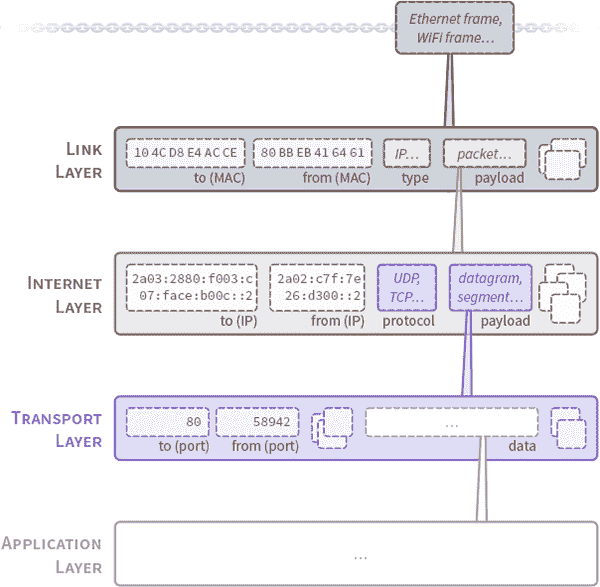 Ethernet frame,
WiFi frame…
Link
Layer
10 4C D8 E4 AC CE
80 BB EB 41 64 61
IP…
packet…
to (MAC)
from (MAC)
type
payload
Internet
Layer
2a03:2880:f003:c
07:face:b00c::2
2a02:c7f:7e
26:d300::2
UDP,
TCP…
datagram,
segment…
to (IP)
from (IP)
protocol
payload
Transport
Layer
80
58942
…
to (port)
from (port)
data
Application
Layer
…